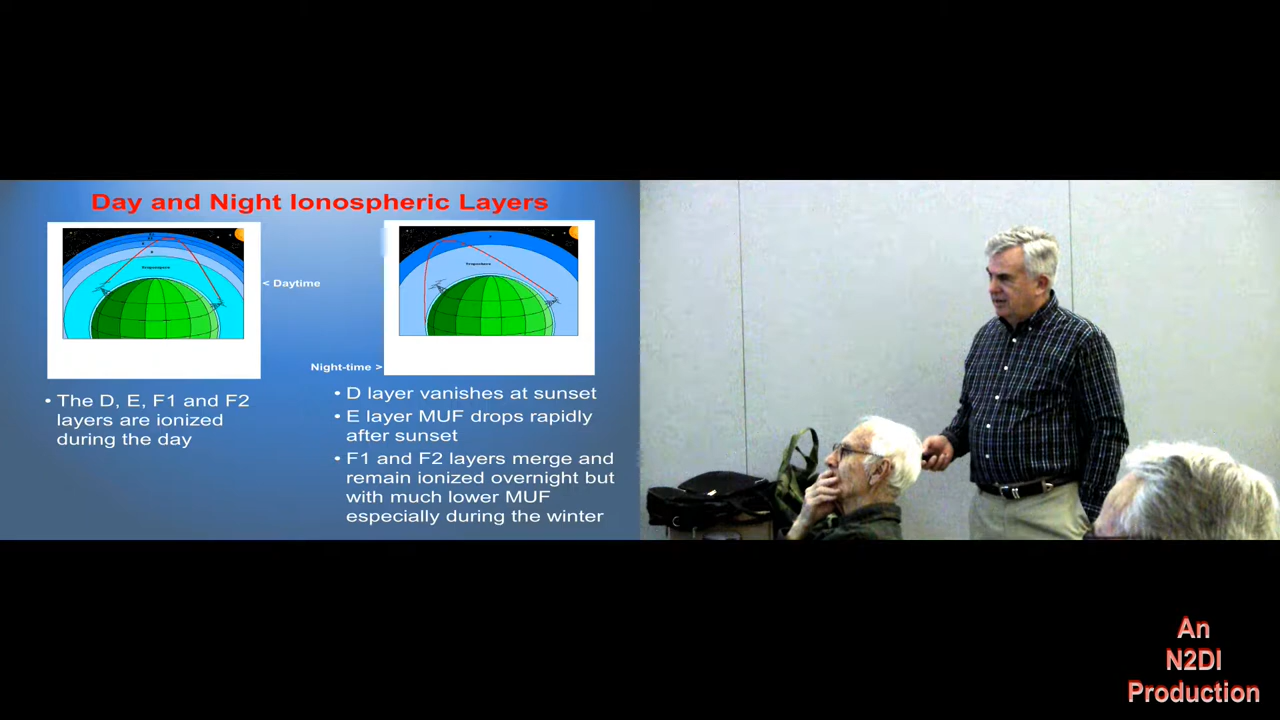 Day and Night Ionospheric Layers
Troposphere
< Daytime
Night-time >
• The D, E, F1 and F2
layers are ionized
during the day
• D layer vanishes at sunset
• E layer MUF drops rapidly
after sunset
• F1 and F2 layers merge and
remain ionized overnight but
with much lower MUF
especially during the winter
An
N2DI
Production